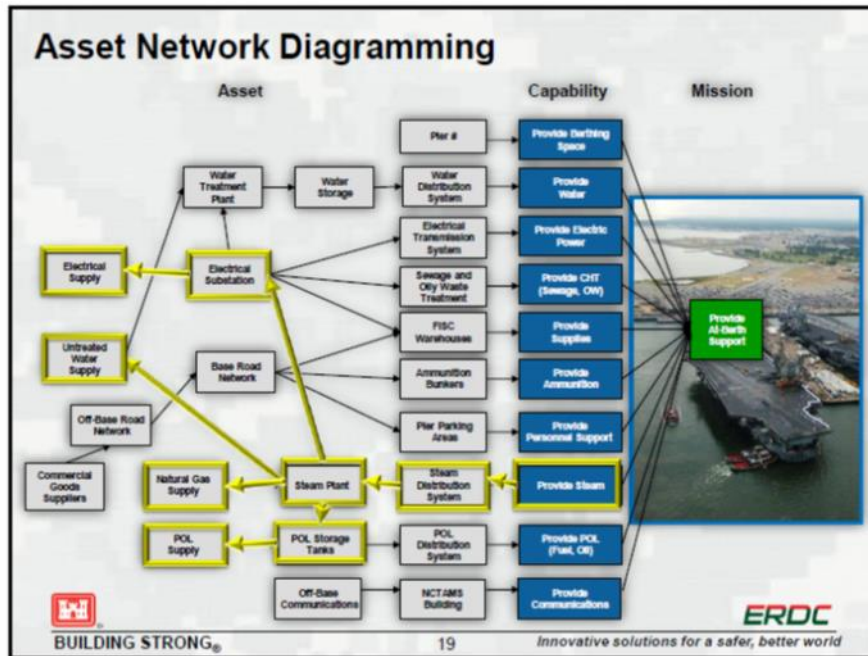 Asset Network Diagramming
Asset
Capability
Mission
Pier #
Provide Berthing
Space
Water
Treatment
Plant
Water
Storage
Water
Distribution
System
Provide
Water
Electrical
Transmission
System
Provide Electric
Power
Electrical
Supply
Electrical
Substation
Sewage and
Oily Waste
Treatment
Provide CHT
(Sewage, OW)
Untreated
Water
Supply
FISC
Warehouses
Provide
Supplies
Provide
At-Berth
Support
Base Road
Network
Ammunition
Bunkers
Provide
Ammunition
Off-Base Road
Network
Pier Parking
Areas
Provide
Personnel Support
Commercial
Goods
Suppliers
Natural Gas
Supply
Steam Plant
Steam
Distribution
System
Provide Steam
POL
Supply
POL Storage
Tanks
POL
Distribution
System
Provide POL
(Fuel, Oil)
Off-Base
Communications
NCTAMS
Building
Provide
Communications
ERDC
BUILDING STRONG®
19
Innovative solutions for a safer, better world